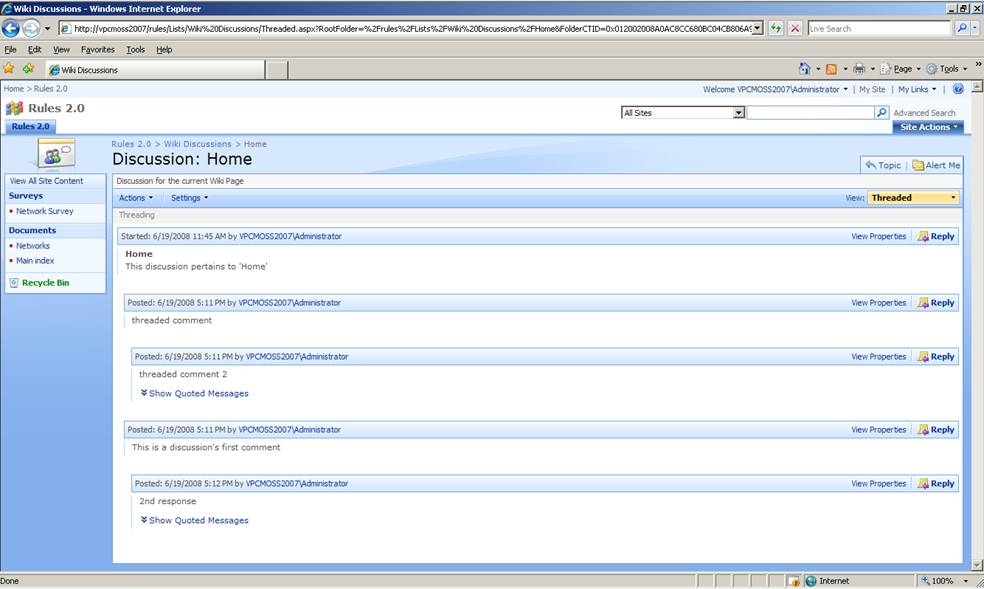 Wiki Discussions - Windows Internet Explorer
http://vpcmoss2007/rules/Lists/Wiki%20Discussions/Threaded.aspx?RootFolder=%2Frules%2FLists%2FWiki%20Discussions%2FHome&FolderCTID=0x012002008A0AC8CC680BC04CB806A9
Live Search
File Edit View Favorites Tools Help
Wiki Discussions
Page Tools
Home > Rules 2.0
Welcome VPCMOSS2007\Administrator | My Site | My Links |
Rules 2.0
All Sites
Advanced Search
Rules 2.0
Site Actions
Rules 2.0 > Wiki Discussions > Home
Discussion: Home
Topic | Alert Me
View All Site Content
Surveys
Network Survey
Documents
Networks
Main index
Recycle Bin
Discussion for the current Wiki Page
Actions Settings
View: Threaded
Threading
Started: 6/19/2008 11:45 AM by VPCMOSS2007\Administrator View Properties Reply
Home
This discussion pertains to 'Home'
Posted: 6/19/2008 5:11 PM by VPCMOSS2007\Administrator View Properties Reply
threaded comment
Posted: 6/19/2008 5:11 PM by VPCMOSS2007\Administrator View Properties Reply
threaded comment 2
Show Quoted Messages
Posted: 6/19/2008 5:11 PM by VPCMOSS2007\Administrator View Properties Reply
This is a discussion's first comment
Posted: 6/19/2008 5:12 PM by VPCMOSS2007\Administrator View Properties Reply
2nd response
Show Quoted Messages
Done
Internet
100%